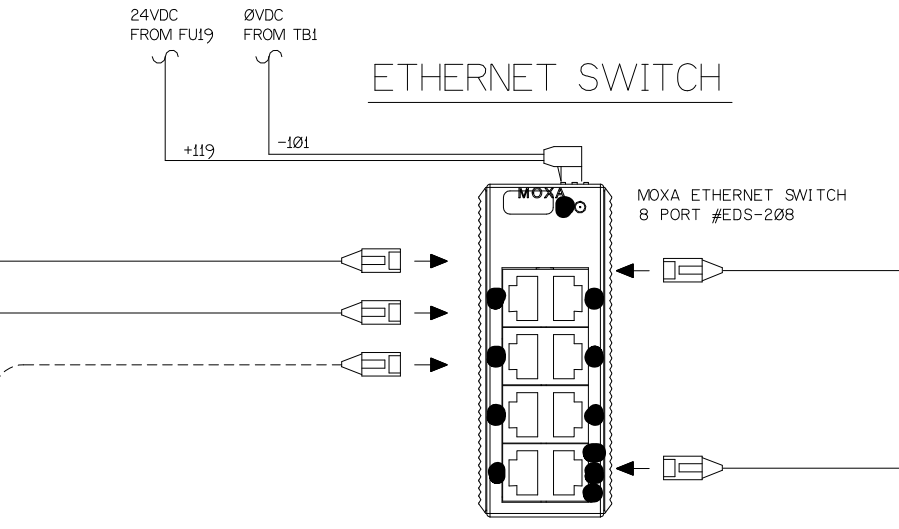 24VDC
FROM FU19
ØVDC
FROM TB1
ETHERNET SWITCH
+119
-1Ø1
MOXA
MOXA ETHERNET SWITCH
8 PORT #EDS-2Ø8